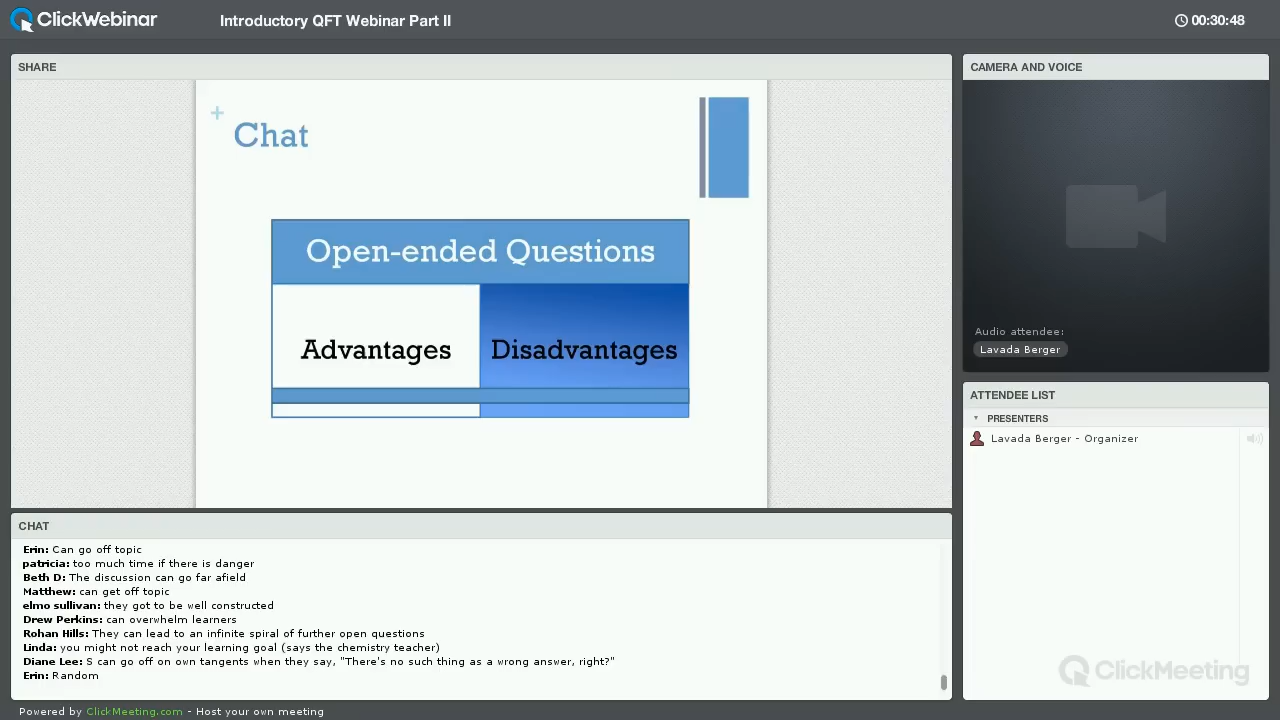 ClickWebinar
Introductory QFT Webinar Part II
00:30:48
SHARE
+
Chat
Open-ended Questions
Advantages
Disadvantages
CAMERA AND VOICE
Audio attendee:
Lavada Berger
ATTENDEE LIST
PRESENTERS
Lavada Berger - Organizer
CHAT
Erin: Can go off topic
patricia: too much time if there is danger
Beth D: The discussion can go far afield
Matthew: can get off topic
elmo sullivan: they got to be well constructed
Drew Perkins: can overwhelm learners
Rohan Hills: They can lead to an infinite spiral of further open questions
Linda: you might not reach your learning goal (says the chemistry teacher)
Diane Lee: S can go off on own tangents when they say, "There's no such thing as a wrong answer, right?"
Erin: Random
ClickMeeting
Powered by ClickMeeting.com - Host your own meeting